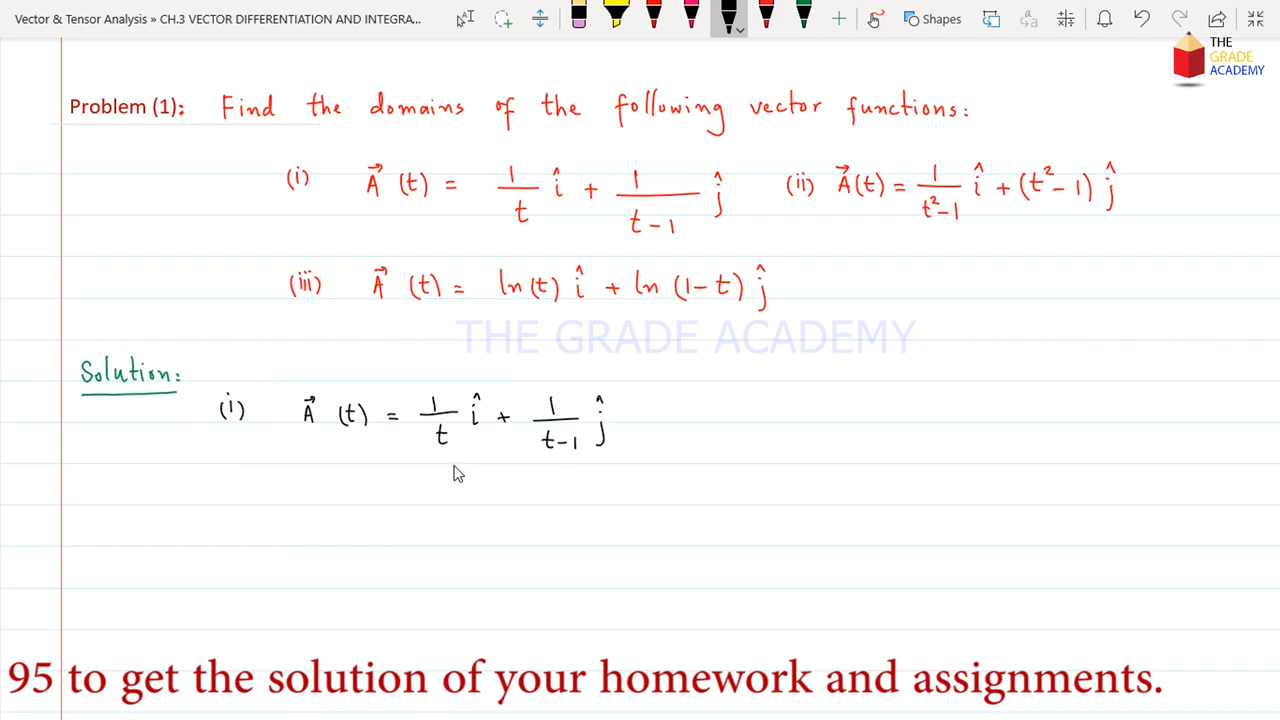 Vector & Tensor Analysis » CH.3 VECTOR DIFFERENTIATION AND INTEGRA...
Shapes
THE GRADE ACADEMY
Problem (1): Find the domains of the following vector functions:
(i) A⃗ (t) = 1/t î + 1/(t-1) ĵ (ii) A⃗(t) = 1/(t²-1) î + (t²-1) ĵ
(iii) A⃗ (t) = ln(t) î + ln (1-t) ĵ
THE GRADE ACADEMY
Solution:
(i) A⃗ (t) = 1/t î + 1/(t-1) ĵ
95 to get the solution of your homework and assignments.